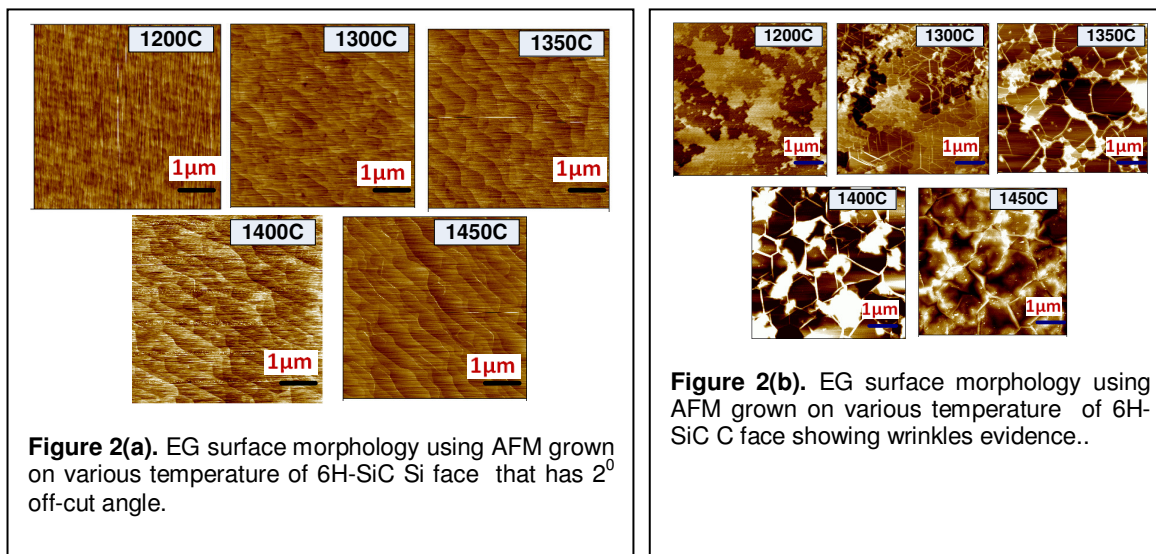 1200C
1300C
1350C
1µm
1µm
1µm
1400C
1450C
1µm
1µm
Figure 2(a). EG surface morphology using AFM grown
on various temperature of 6H-SiC Si face that has 2⁰
off-cut angle.
1200C
1300C
1350C
1µm
1µm
1µm
1400C
1450C
1µm
1µm
Figure 2(b). EG surface morphology using
AFM grown on various temperature of 6H-
SiC C face showing wrinkles evidence..